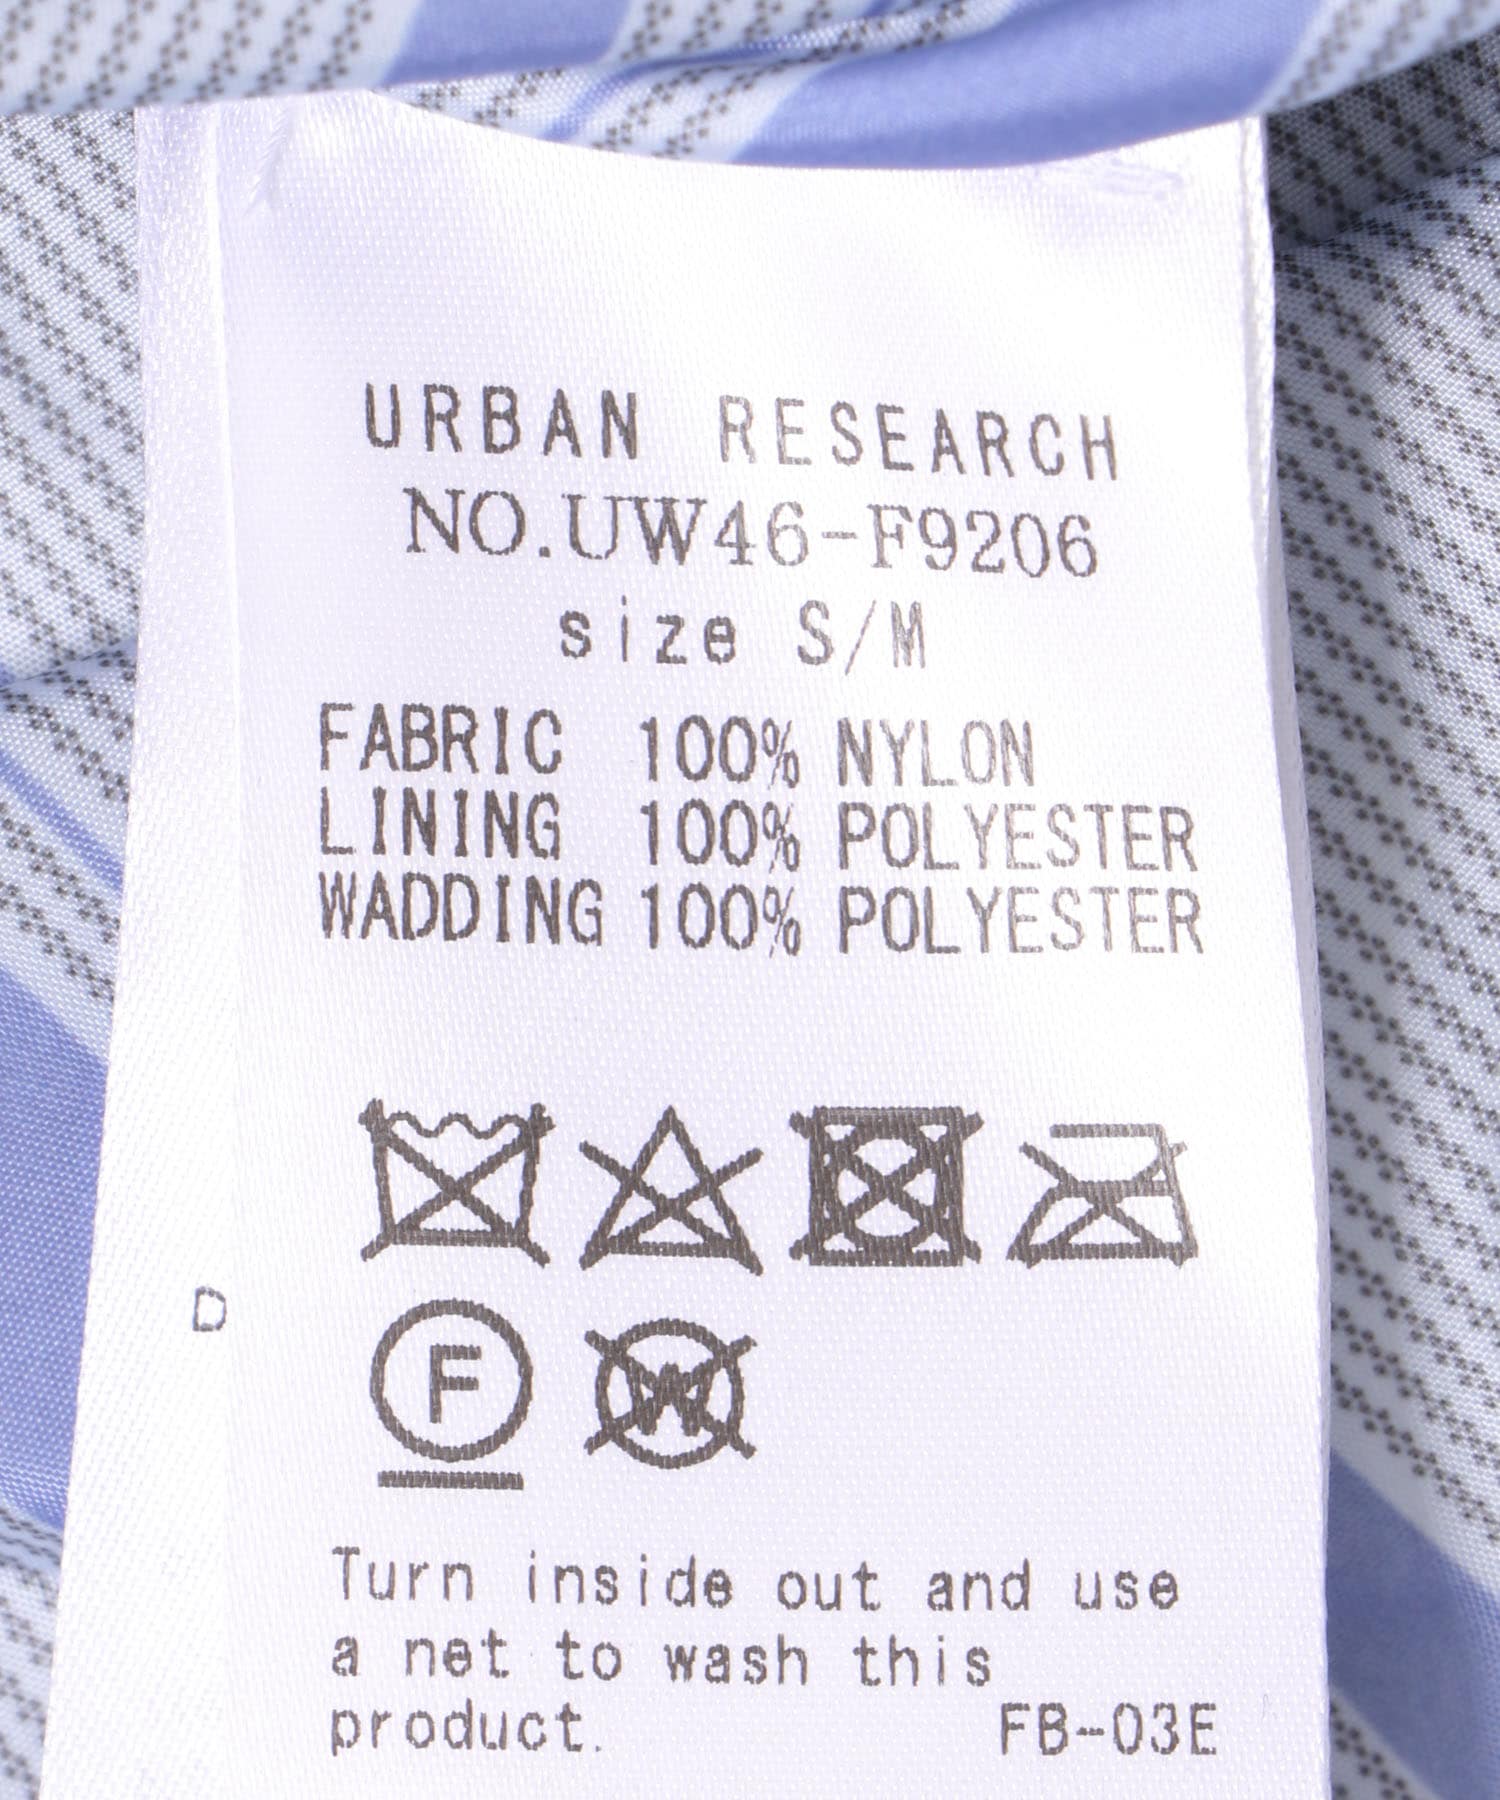 URBAN RESEARCH
NO.UW46-F9206
size S/M
FABRIC 100% NYLON
LINING 100% POLYESTER
WADDING 100% POLYESTER
D
F
W
Turn inside out and use
a net to wash this
product. FB-03E